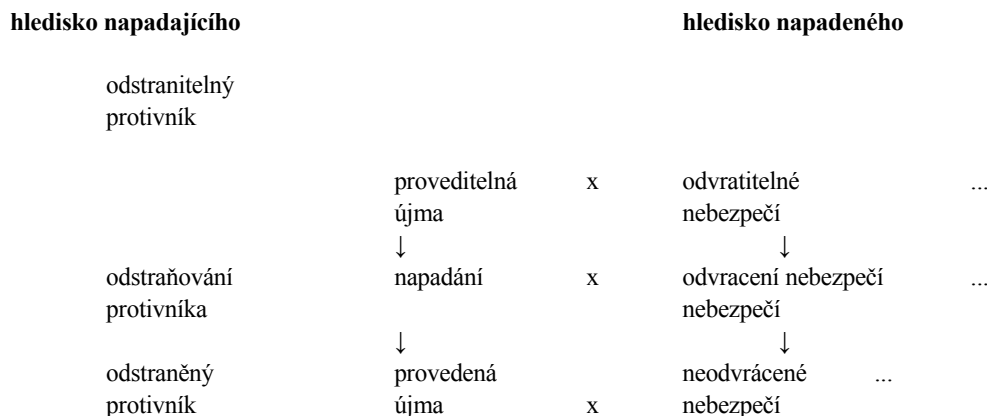 hledisko napadajícího hledisko napadeného
odstranitelný
protivník
proveditelná x odvratitelné ...
újma nebezpečí
↓ ↓
odstraňování napadání x odvracení nebezpečí ...
protivníka nebezpečí
↓ ↓
odstraněný provedená neodvrácené ...
protivník újma x nebezpečí